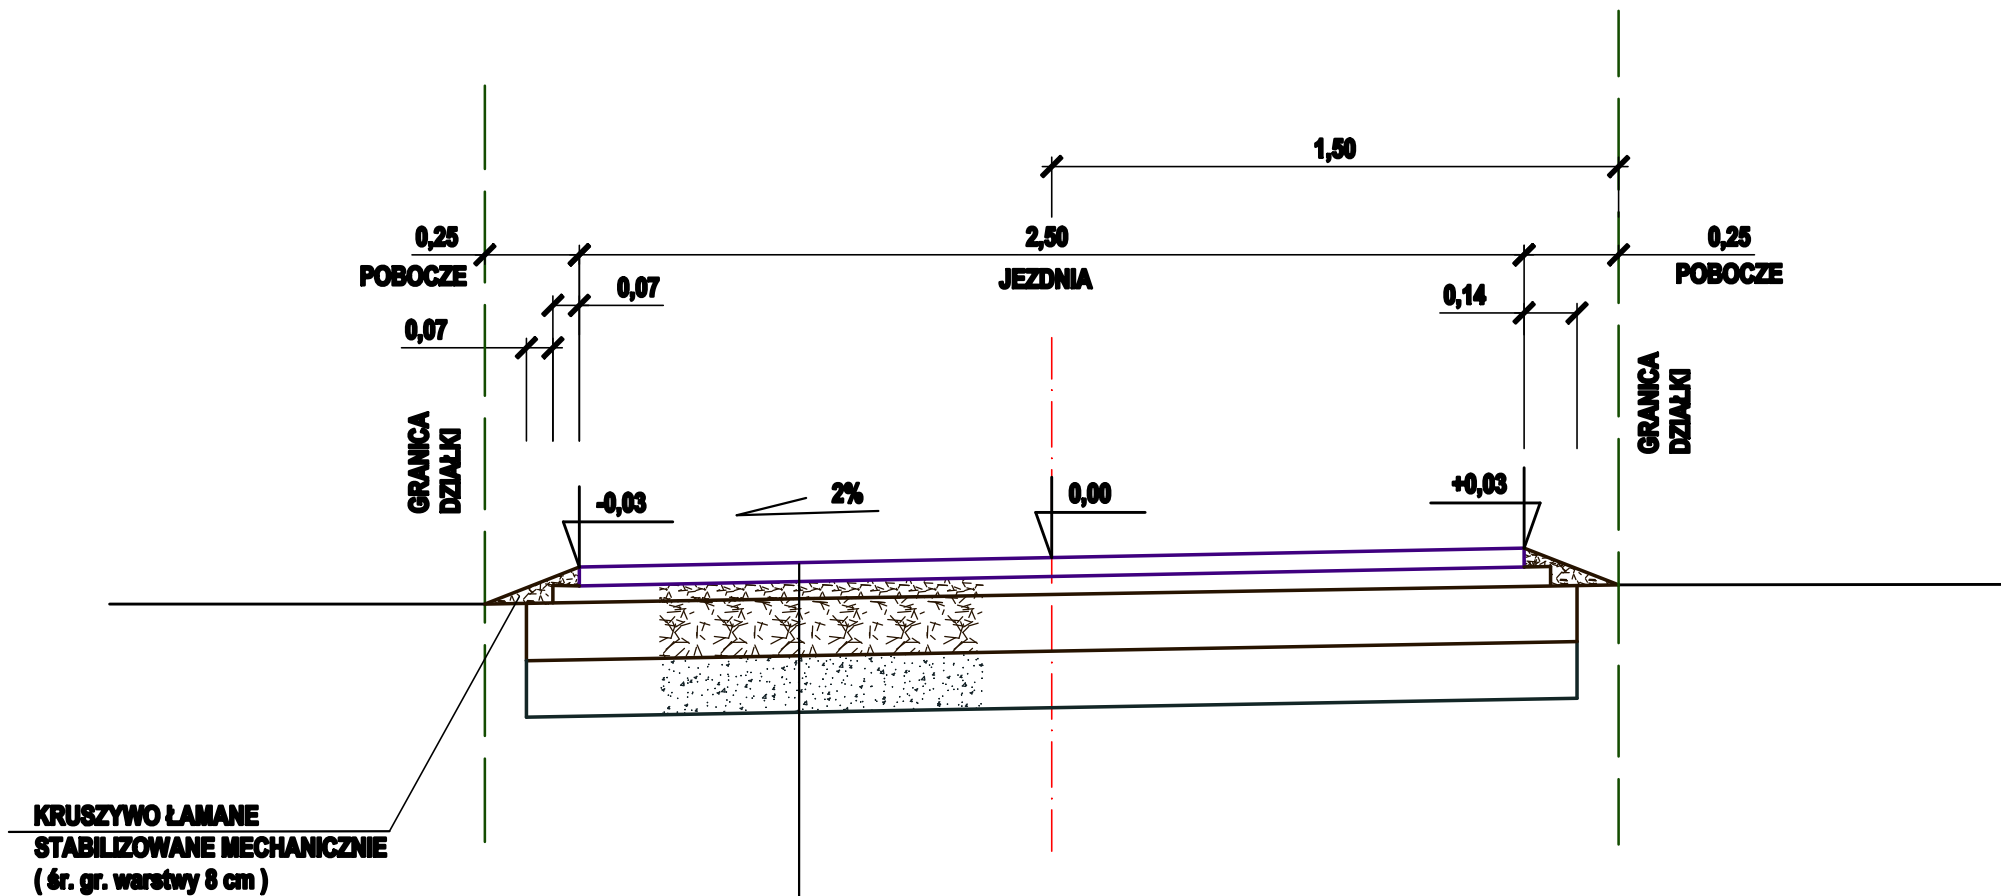 1,50
0,25
2,50
0,25
POBOCZE
JEZDNIA
POBOCZE
0,07
0,14
0,07
GRANICA
DZIAŁKI
GRANICA
DZIAŁKI
-0,03
2%
0,00
+0,03
KRUSZYWO ŁAMANE
STABILIZOWANE MECHANICZNIE
( śr. gr. warstwy 8 cm )